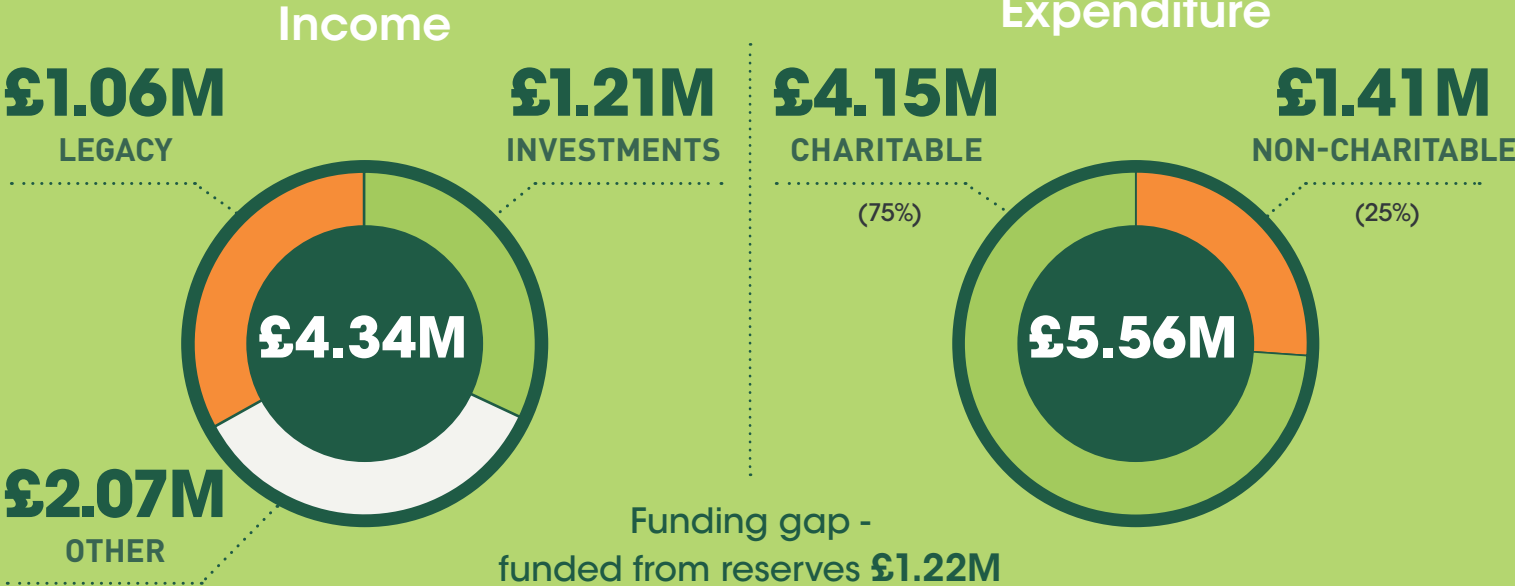 Income
£1.06M
LEGACY
£1.21M
INVESTMENTS
£4.34M
£2.07M
OTHER
Expenditure
£4.15M
CHARITABLE
(75%)
£1.41M
NON-CHARITABLE
(25%)
£5.56M
Funding gap -
funded from reserves £1.22M